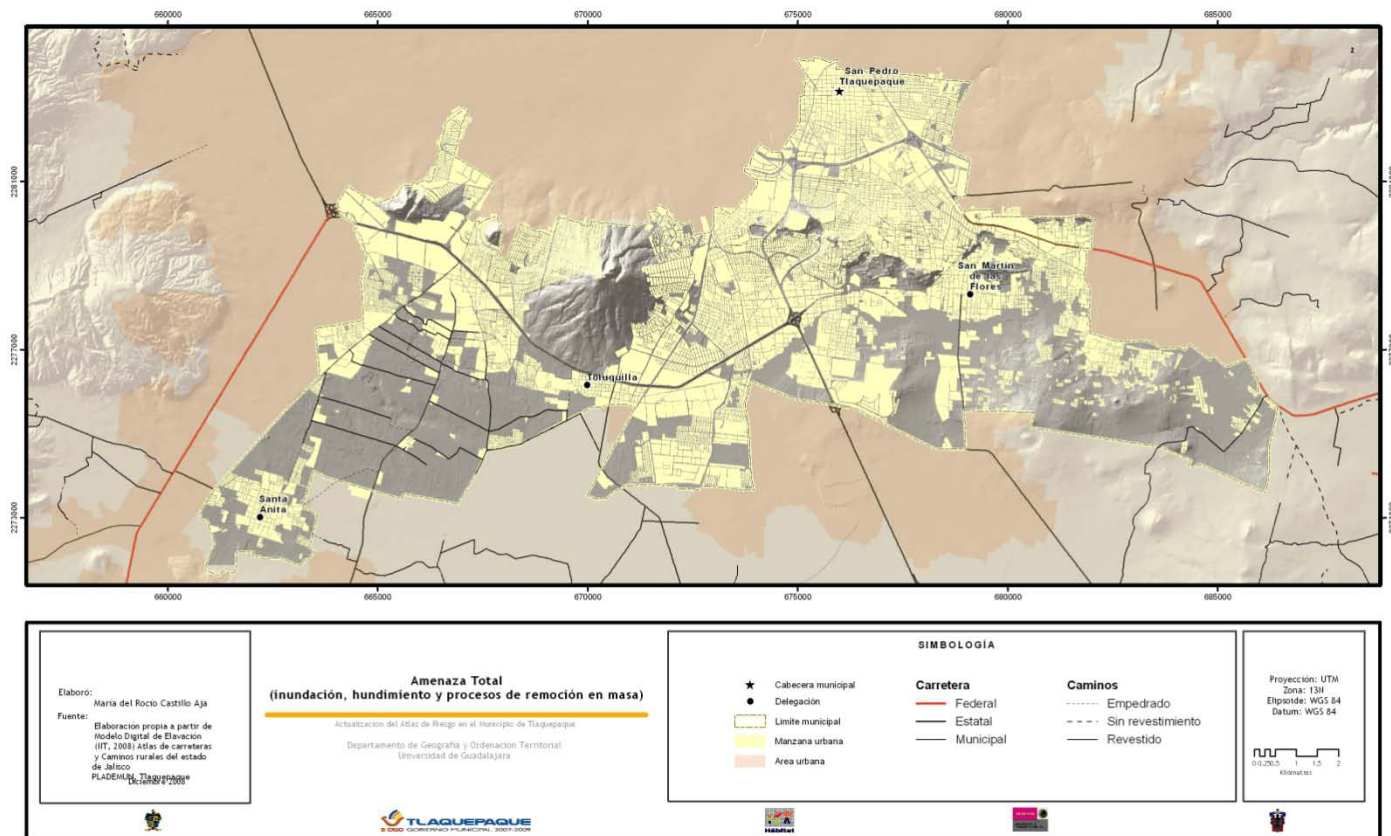 660000 665000 670000 675000 680000 685000
z
San Pedro
Tlaquepaque
2281000
San Martín
de las
Flores
2277000
Toluquilla
Santa
Anita
2273000
2273000
660000 665000 670000 675000 680000 685000
Elaboro:
María del Rocio Castillo Aja
Fuente:
Elaboración propia a partir de
Modelo Digital de Elavación
(IIT, 2008) Atlas de carreteras
y Caminos rurales del estado
de Jalisco
PLADEMUN, Tlaquepaque
Diciembre 2008
Amenaza Total
(inundación, hundimiento y procesos de remoción en masa)
Actualización del Atlas de Riesgo en el Municipio de Tlaquepaque
Departamento de Geografía y Ordenación Territorial
Universidad de Guadalajara
SIMBOLOGÍA
Cabecera municipal
Delegación
Limite municipal
Manzana urbana
Area urbana
Carretera
Federal
Estatal
Municipal
Caminos
Empedrado
Sin revestimiento
Revestido
Proyección: UTM
Zona: 13N
Elipsoide: WGS 84
Datum: WGS 84
0 0.25 0.5 1 1.5 2
Kilómetros
TLAQUEPAQUE
GOBIERNO MUNICIPAL 2007-2009
Hábitat